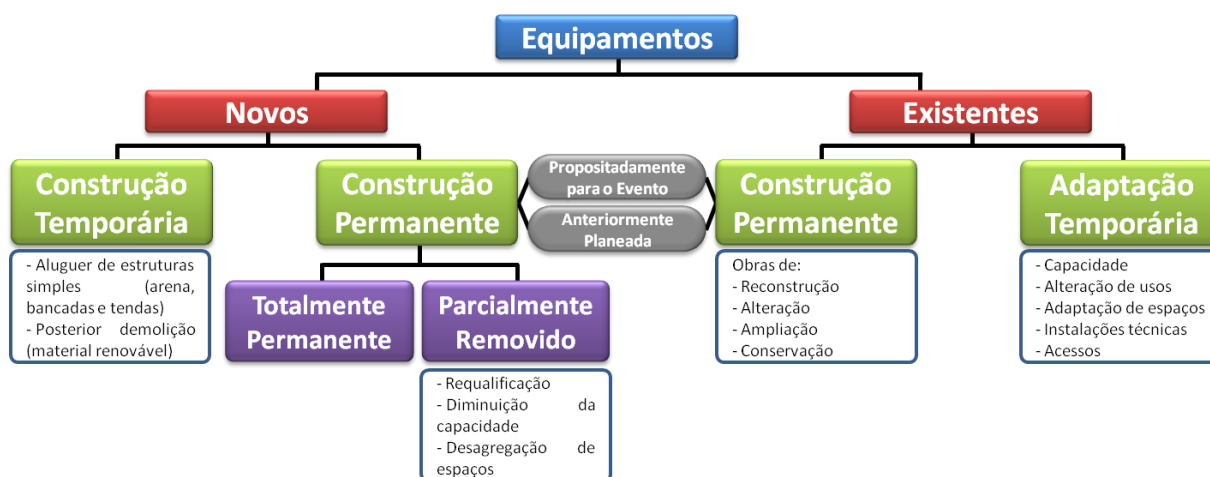 Equipamentos
Novos
Existentes
Construção
Temporária
Construção
Permanente
Propositadamente
para o Evento
Anteriormente
Planeada
Construção
Permanente
Adaptação
Temporária
- Aluguer de estruturas
simples (arena,
bancadas e tendas)
- Posterior demolição
(material renovável)
Totalmente
Permanente
Parcialmente
Removido
- Requalificação
- Diminuição da
capacidade
- Desagregação de
espaços
Obras de:
- Reconstrução
- Alteração
- Ampliação
- Conservação
- Capacidade
- Alteração de usos
- Adaptação de espaços
- Instalações técnicas
- Acessos